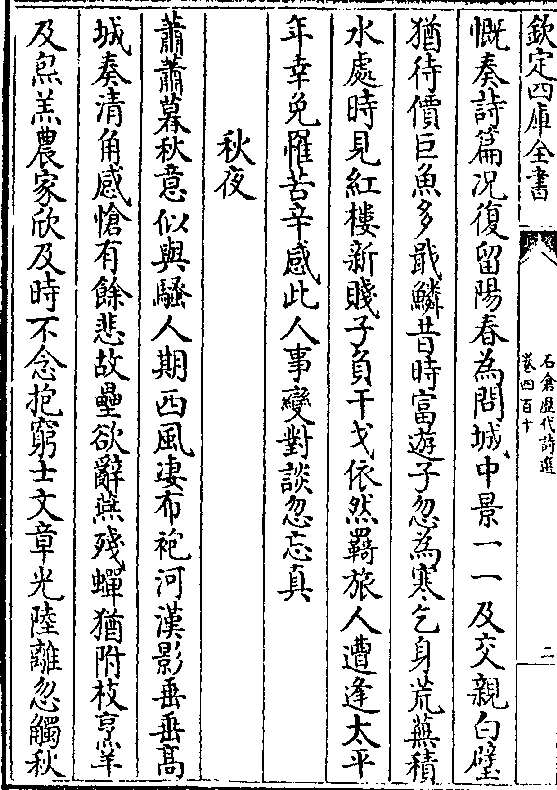 欽定四庫全書
石倉歷代詩選
卷四百十
二
慨奏詩篇况復留陽春為問城中景一一及交親白璧
猶待價巨魚多戢鱗昔時富遊子忽為寒乞身荒蕪積
水處時見紅樓新賤子負干戈依然羇旅人遭逢太平
年幸免罹苦辛感此人事變對談忽忘真
秋夜
蕭蕭暮秋意似與騷人期西風凄布袍河漢影垂垂髙
城奏清角感愴有餘悲故壘欲辭燕殘蟬猶附枝烹羊
及炰羔農家欣及時不念抱窮士文章光陸離忽觸秋